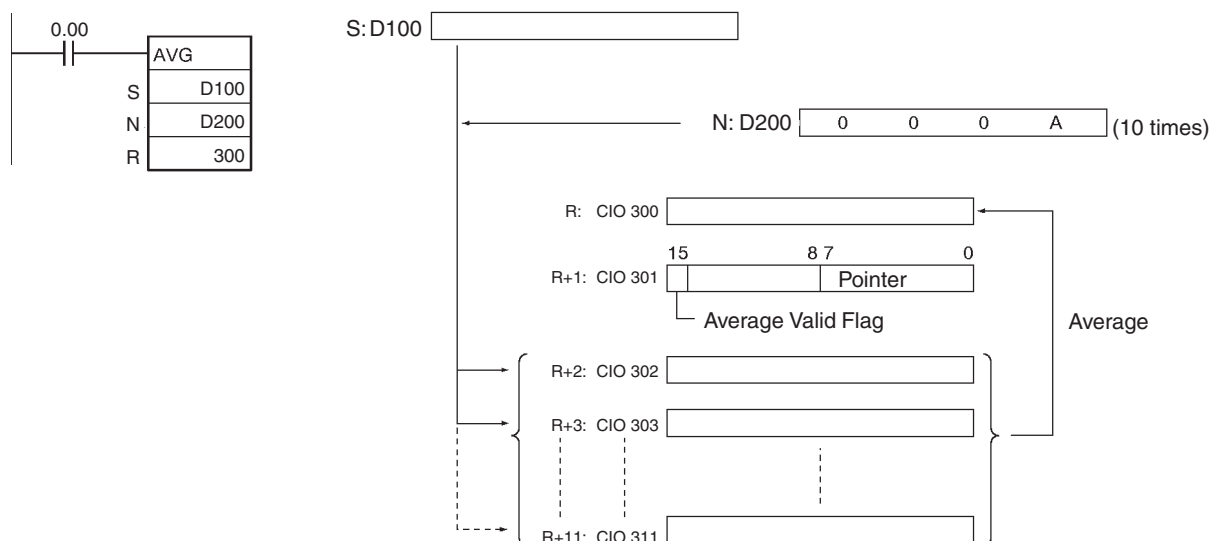 0.00
AVG
S D100
N D200
R 300
S: D100
N: D200 0 0 0 A (10 times)
R: CIO 300
15 8 7 0
R+1: CIO 301 Pointer
Average Valid Flag
Average
R+2: CIO 302
R+3: CIO 303
R+11: CIO 311